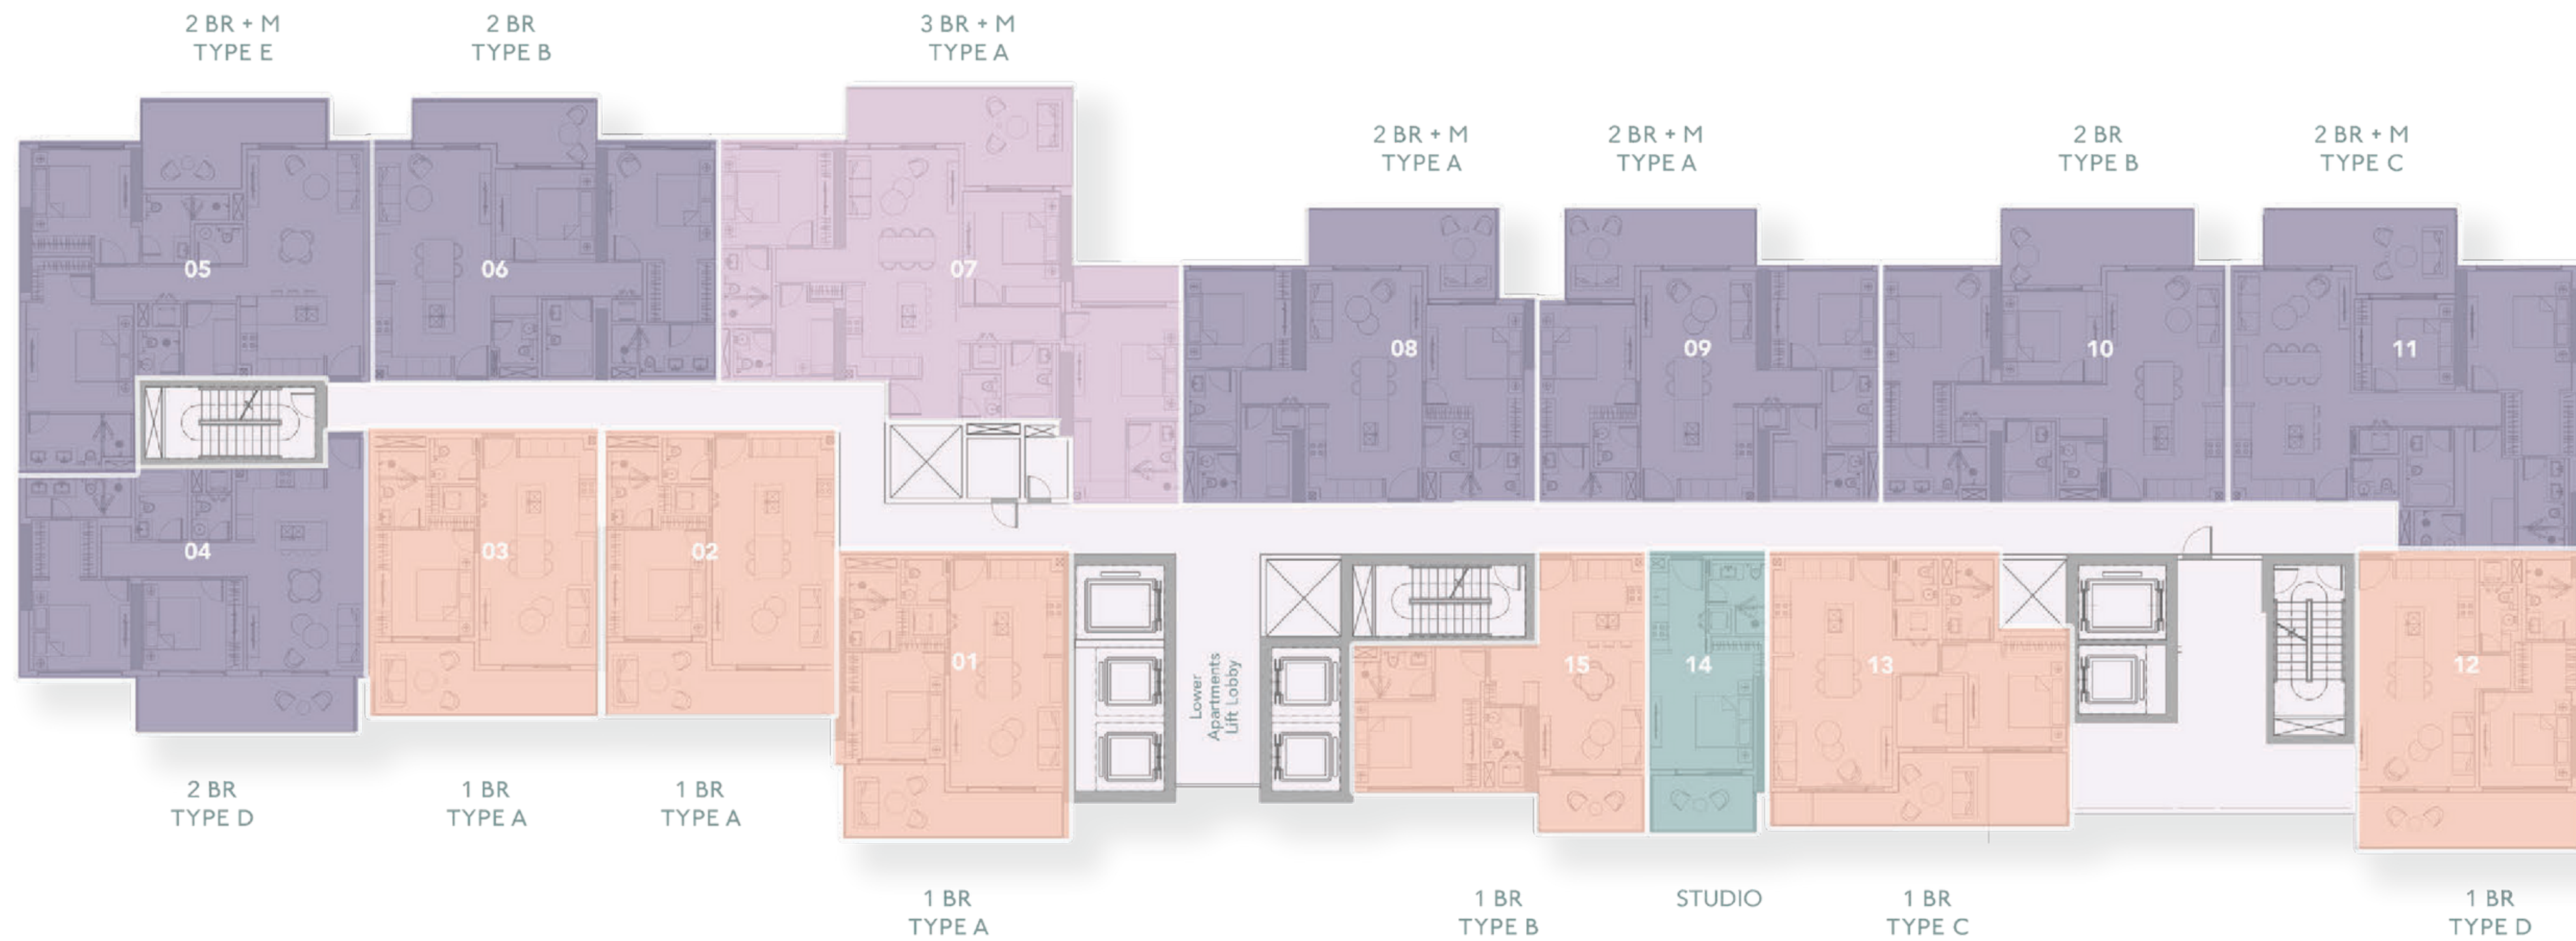 2 BR + M
TYPE E
2 BR
TYPE B
3 BR + M
TYPE A
2 BR + M
TYPE A
2 BR + M
TYPE A
2 BR
TYPE B
2 BR + M
TYPE C
05
06
07
08
09
10
11
04
03
02
01
15
14
13
12
Lower
Apartments
Lift Lobby
2 BR
TYPE D
1 BR
TYPE A
1 BR
TYPE A
1 BR
TYPE A
1 BR
TYPE B
STUDIO
1 BR
TYPE C
1 BR
TYPE D